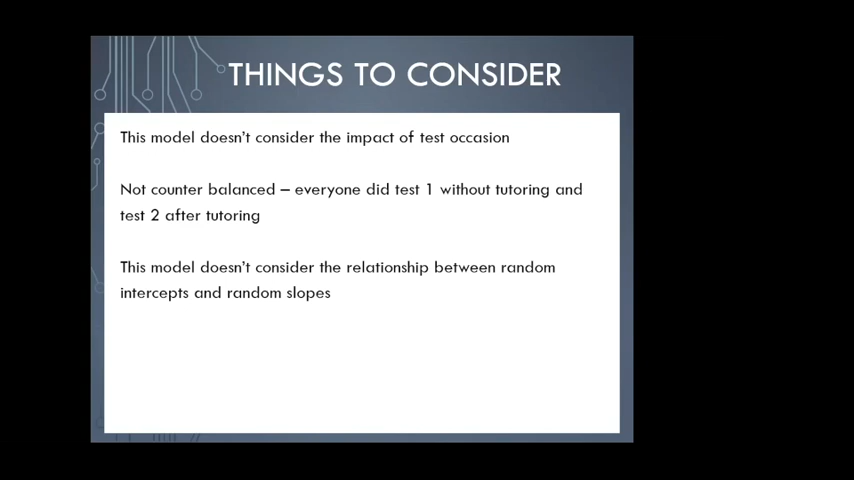 THINGS TO CONSIDER
This model doesn't consider the impact of test occasion
Not counter balanced – everyone did test 1 without tutoring and
test 2 after tutoring
This model doesn't consider the relationship between random
intercepts and random slopes